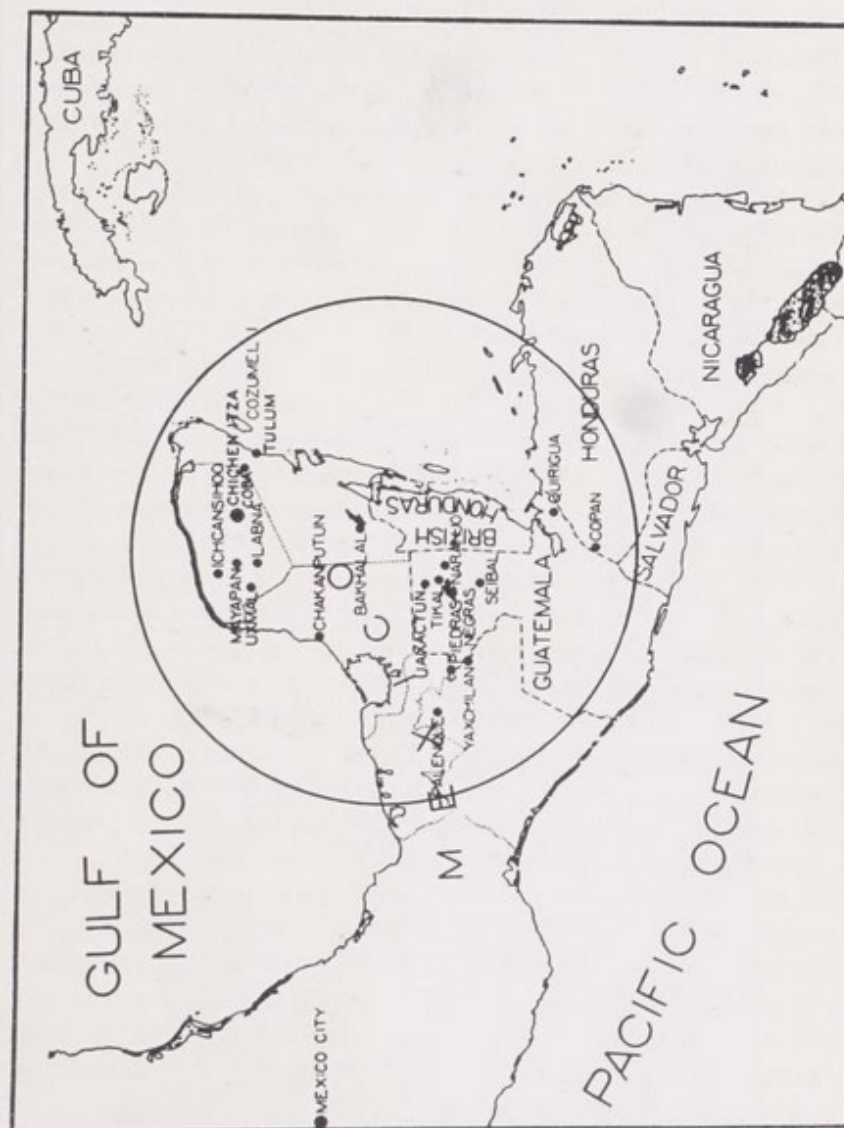 CUBA
GULF OF
MEXICO
ICHCANSIHOO
CHICHEN ITZA
COBA
COZUMEL
MAYAPAN
UXMAL
LABNA
TULUM
CHAKANPUTUN
BAKHALAL
MEXICO CITY
M E X I C O
BRITISH
HONDURAS
UAXACTUN
TIKAL
NARANJO
PIEDRAS
NEGRAS
SEIBAL
PALENQUE
YAXCHILAN
GUATEMALA
QUIRIGUA
COPAN
HONDURAS
SALVADOR
NICARAGUA
PACIFIC OCEAN